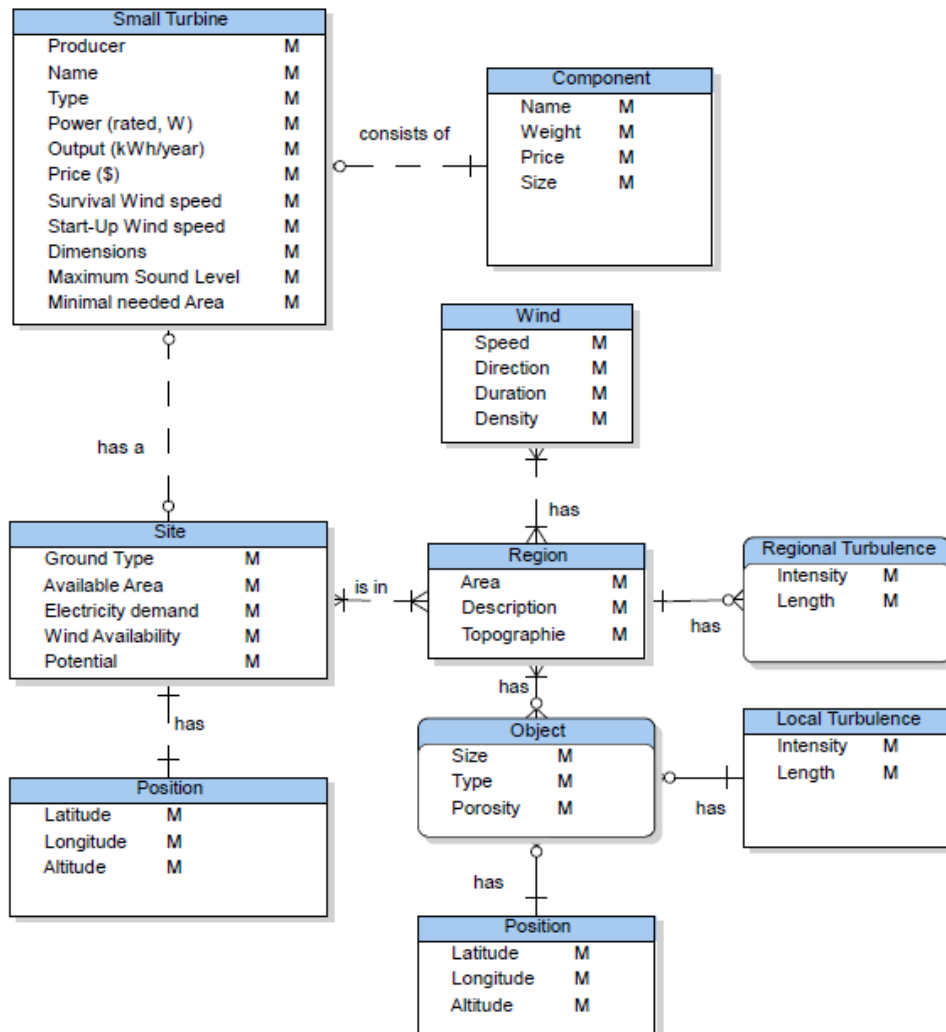 Small Turbine
Producer M
Name M
Type M
Power (rated, W) M
Output (kWh/year) M
Price ($) M
Survival Wind speed M
Start-Up Wind speed M
Dimensions M
Maximum Sound Level M
Minimal needed Area M
consists of
Component
Name M
Weight M
Price M
Size M
has a
Wind
Speed M
Direction M
Duration M
Density M
has
Site
Ground Type M
Available Area M
Electricity demand M
Wind Availability M
Potential M
is in
Region
Area M
Description M
Topographie M
has
Regional Turbulence
Intensity M
Length M
has
has
Position
Latitude M
Longitude M
Altitude M
Object
Size M
Type M
Porosity M
has
Local Turbulence
Intensity M
Length M
has
Position
Latitude M
Longitude M
Altitude M